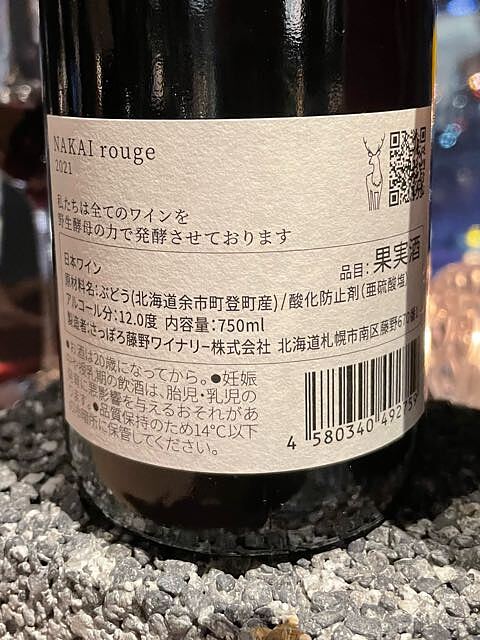 NAKAI rouge
2021
私たちは全てのワインを
野生酵母の力で発酵させております
日本ワイン
品目：果実酒
原材料名：ぶどう(北海道余市町登町産)/酸化防止剤(亜硫酸塩)
アルコール分：12.0度 内容量：750ml
製造者：さっぽろ藤野ワイナリー株式会社 北海道札幌市南区藤野670番1
●お酒は20歳になってから。●妊娠
中や授乳期の飲酒は、胎児・乳児の
発育に悪影響を与えるおそれがあ
ります。●品質保持のため14℃以下
の冷暗場所に保管してください。
4 580340 492759